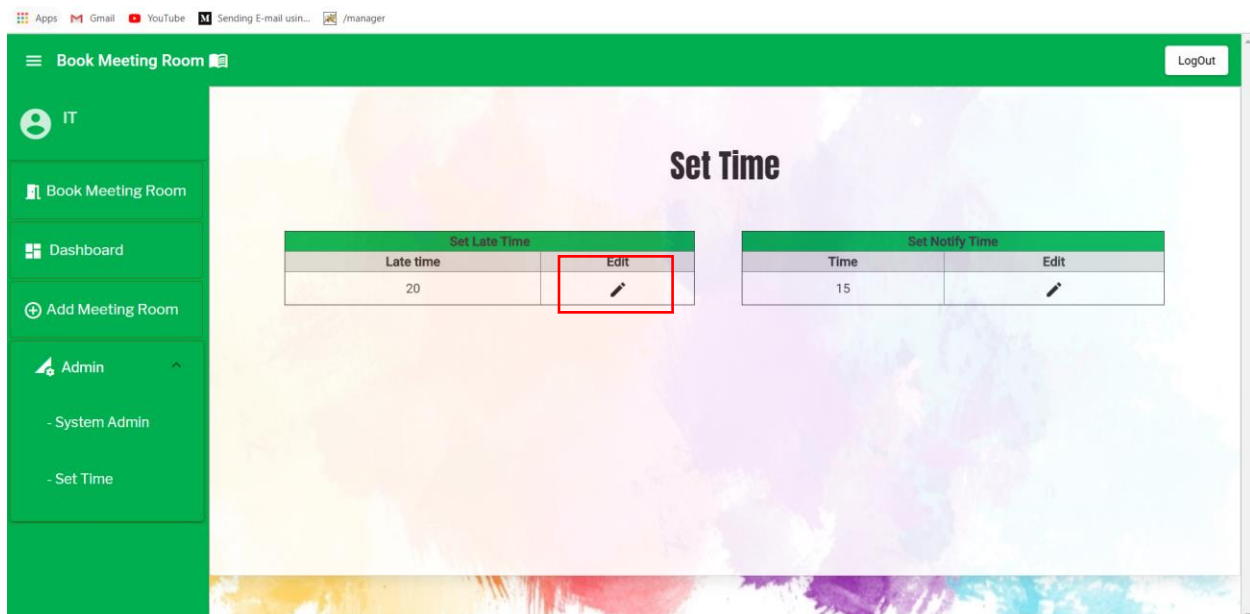 Apps Gmail YouTube M Sending E-mail usin... /manager
Book Meeting Room
LogOut
IT
Book Meeting Room
Dashboard
Add Meeting Room
Admin
- System Admin
- Set Time
Set Time
Set Late Time
Late time Edit
20
Set Notify Time
Time Edit
15